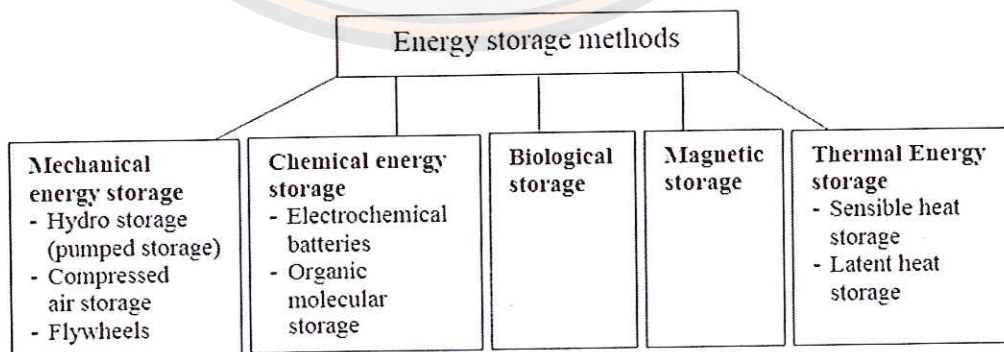 Energy storage methods
Mechanical
energy storage
- Hydro storage
(pumped storage)
- Compressed
air storage
- Flywheels
Chemical energy
storage
- Electrochemical
batteries
- Organic
molecular
storage
Biological
storage
Magnetic
storage
Thermal Energy
storage
- Sensible heat
storage
- Latent heat
storage